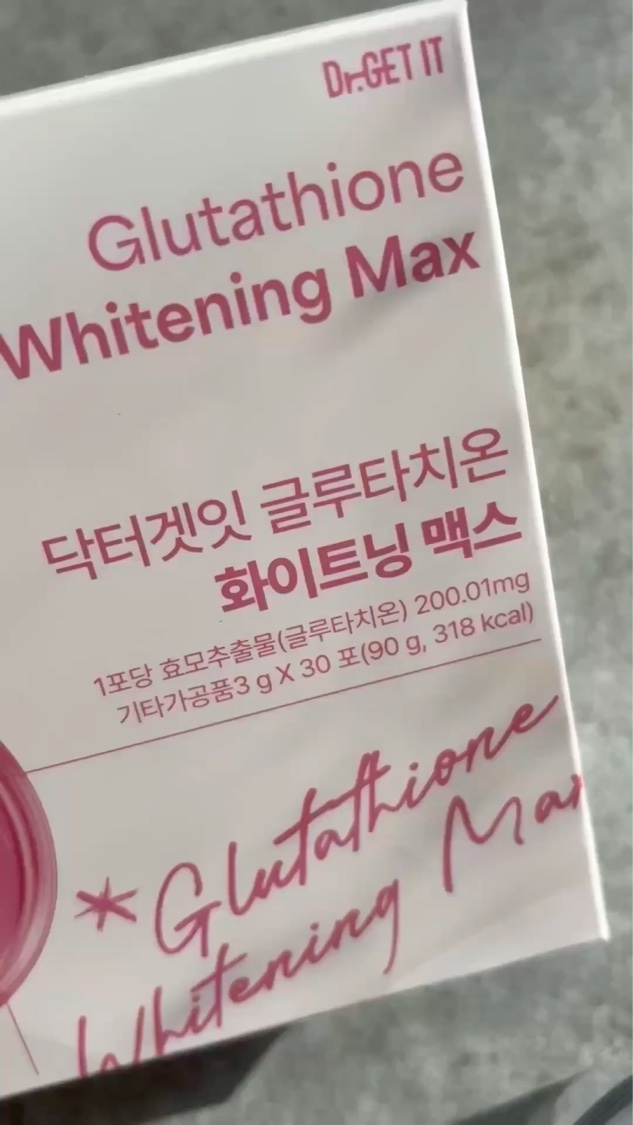 Dr.GET IT
Glutathione
Whitening Max
닥터겟잇 글루타치온
화이트닝 맥스
1포당 효모추출물(글루타치온) 200.01mg
기타가공품3 g X 30 포(90 g, 318 kcal)
*Glutathione
Whitening Max